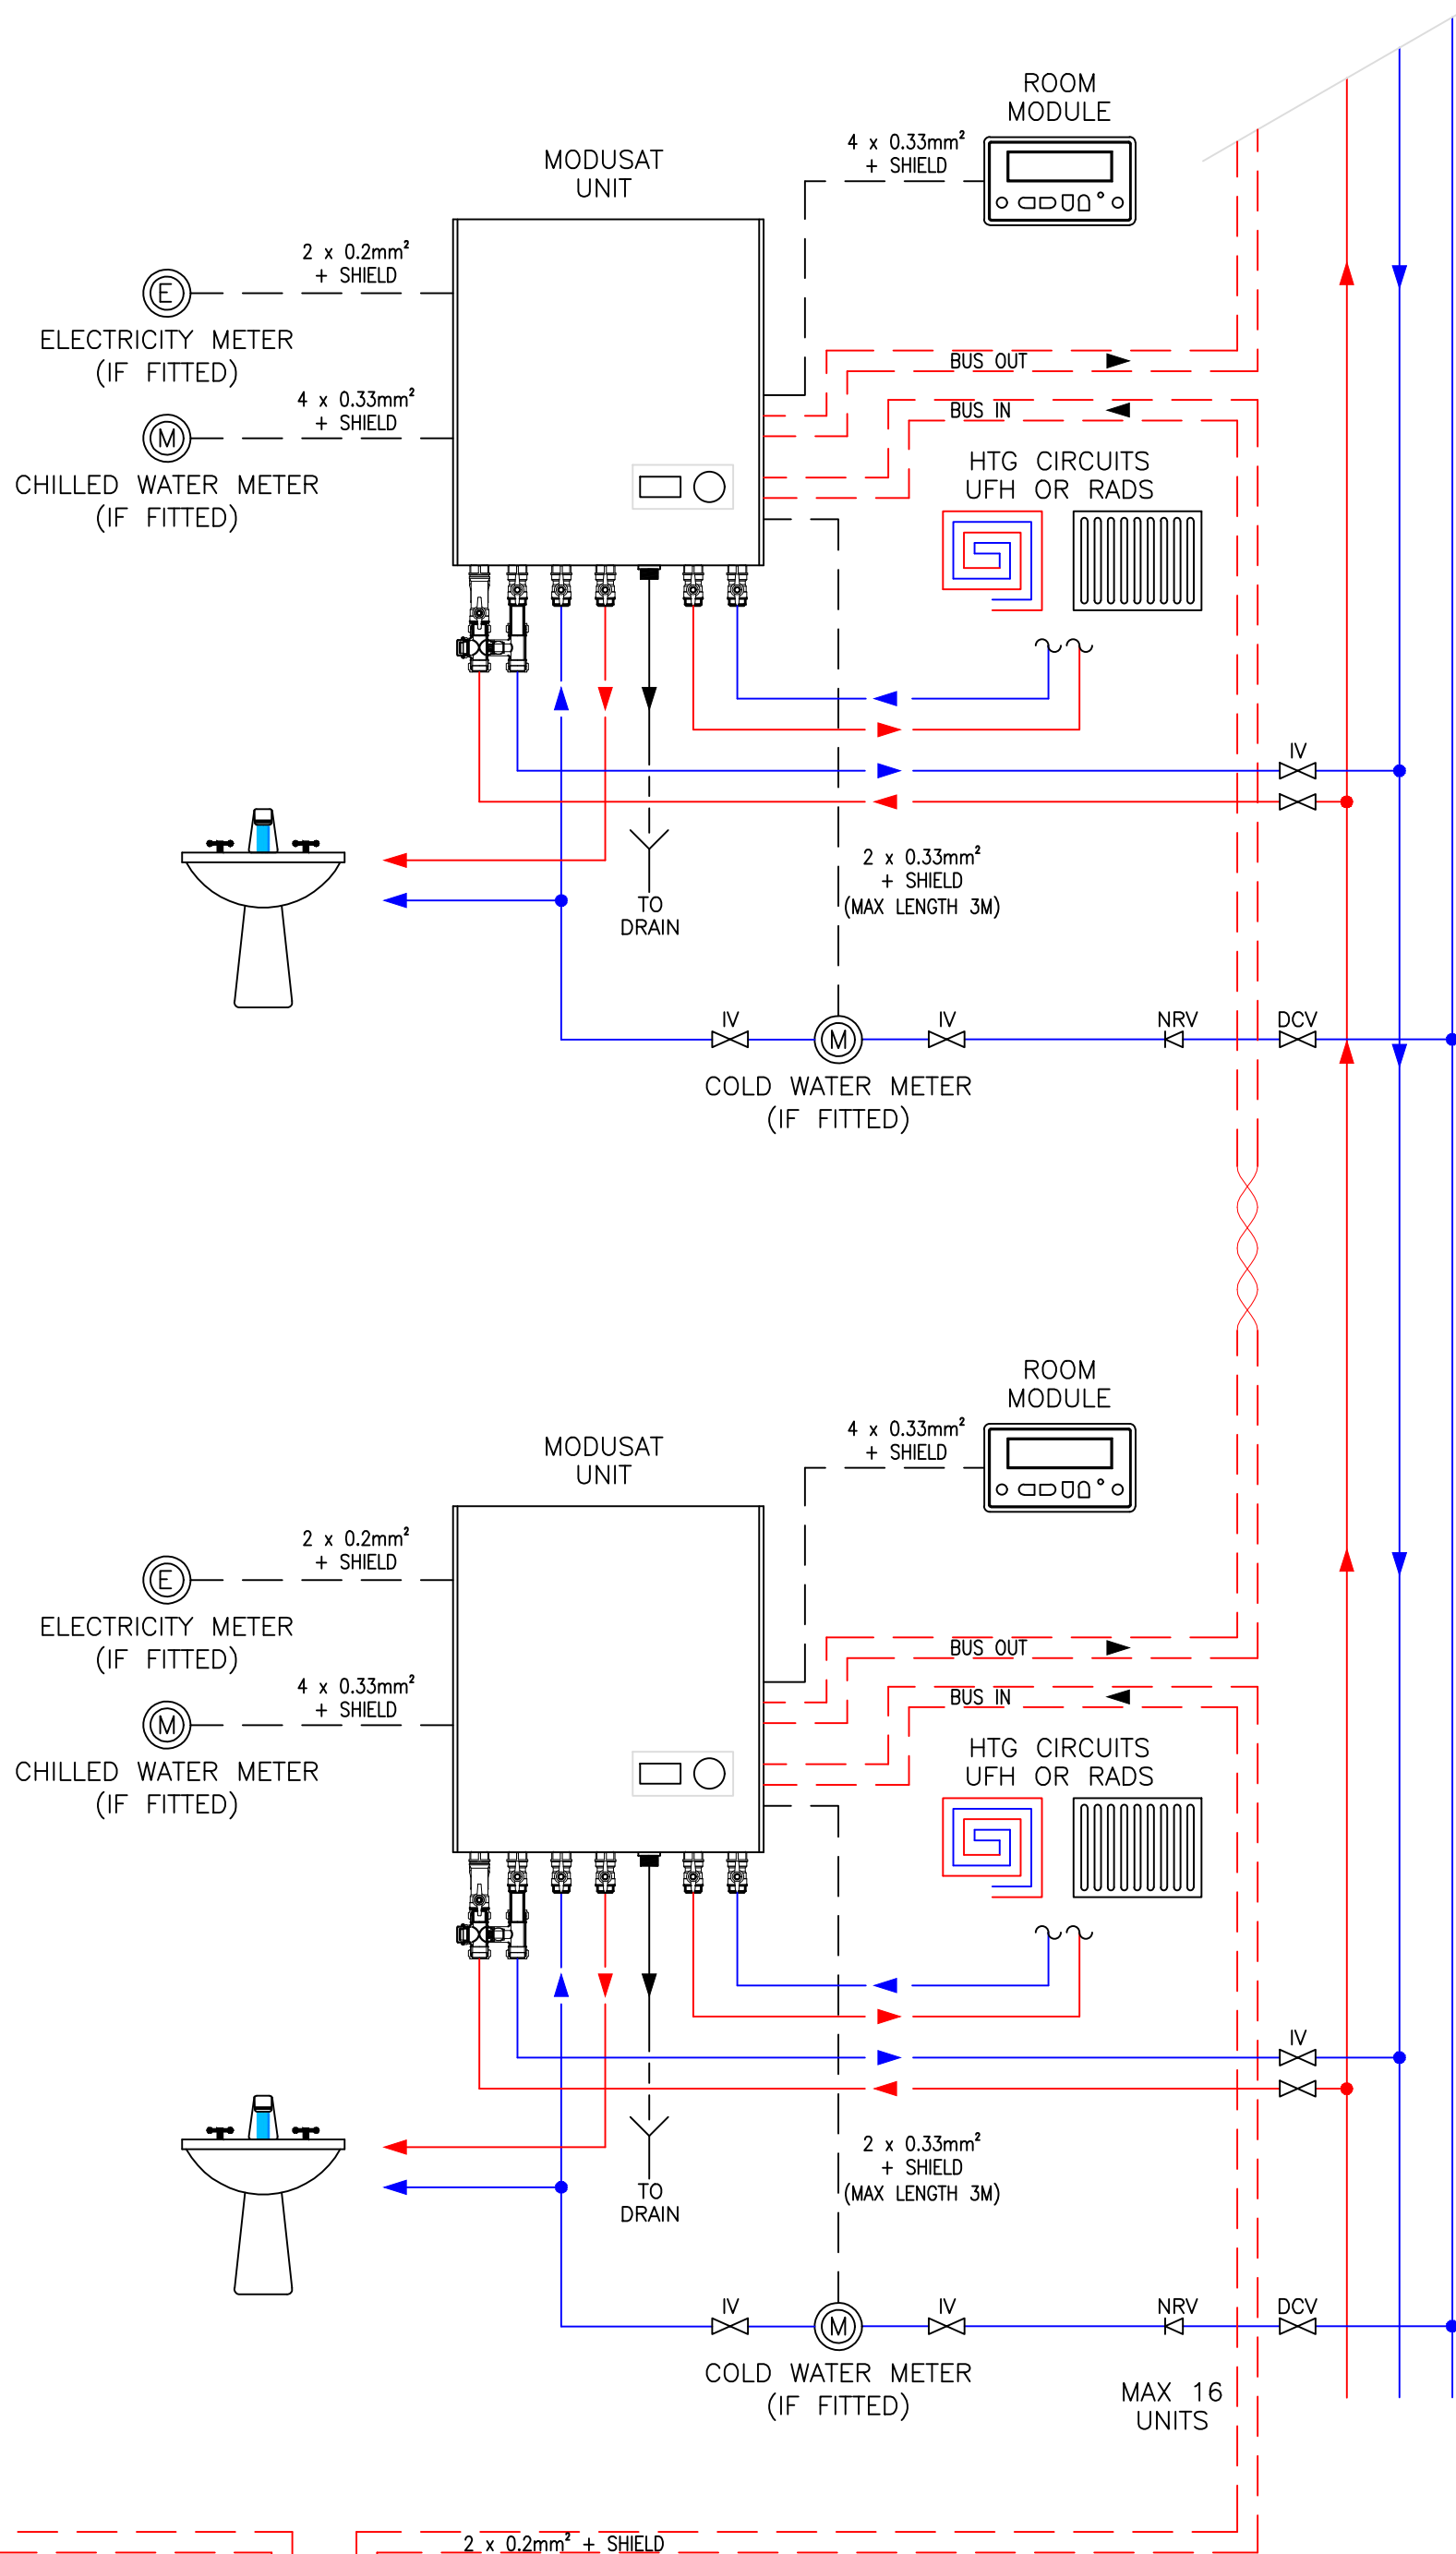 ROOM
MODULE
4 x 0.33mm²
+ SHIELD
MODUSAT
UNIT
2 x 0.2mm²
+ SHIELD
E
ELECTRICITY METER
(IF FITTED)
BUS OUT
4 x 0.33mm²
+ SHIELD
BUS IN
M
CHILLED WATER METER
(IF FITTED)
HTG CIRCUITS
UFH OR RADS
IV
2 x 0.33mm²
+ SHIELD
(MAX LENGTH 3M)
TO
DRAIN
IV
IV
NRV
DCV
M
COLD WATER METER
(IF FITTED)
ROOM
MODULE
4 x 0.33mm²
+ SHIELD
MODUSAT
UNIT
2 x 0.2mm²
+ SHIELD
E
ELECTRICITY METER
(IF FITTED)
BUS OUT
4 x 0.33mm²
+ SHIELD
BUS IN
M
CHILLED WATER METER
(IF FITTED)
HTG CIRCUITS
UFH OR RADS
IV
2 x 0.33mm²
+ SHIELD
(MAX LENGTH 3M)
TO
DRAIN
IV
IV
NRV
DCV
M
COLD WATER METER
(IF FITTED)
MAX 16
UNITS
2 x 0.2mm² + SHIELD